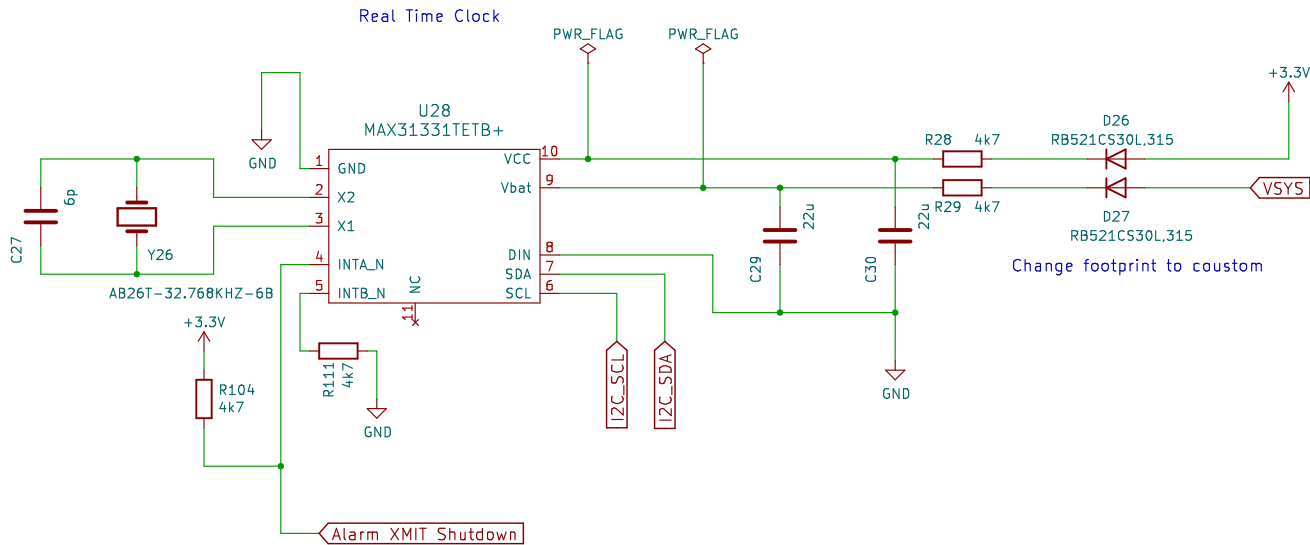 Real Time Clock
PWR_FLAG
PWR_FLAG
+3.3V
U28
MAX31331TETB+
D26
RB521CS30L,315
R28 4k7
GND
1 GND
VCC 10
2 X2
Vbat 9
VSYS
3 X1
R29 4k7
D27
RB521CS30L,315
6p
C27
Y26
AB26T-32.768KHZ-6B
4 INTA_N
5 INTB_N
NC
11
DIN 8
SDA 7
SCL 6
22u
C29
22u
C30
Change footprint to coustom
+3.3V
R104
4k7
R111
4k7
GND
I2C_SCL
I2C_SDA
GND
Alarm XMIT Shutdown